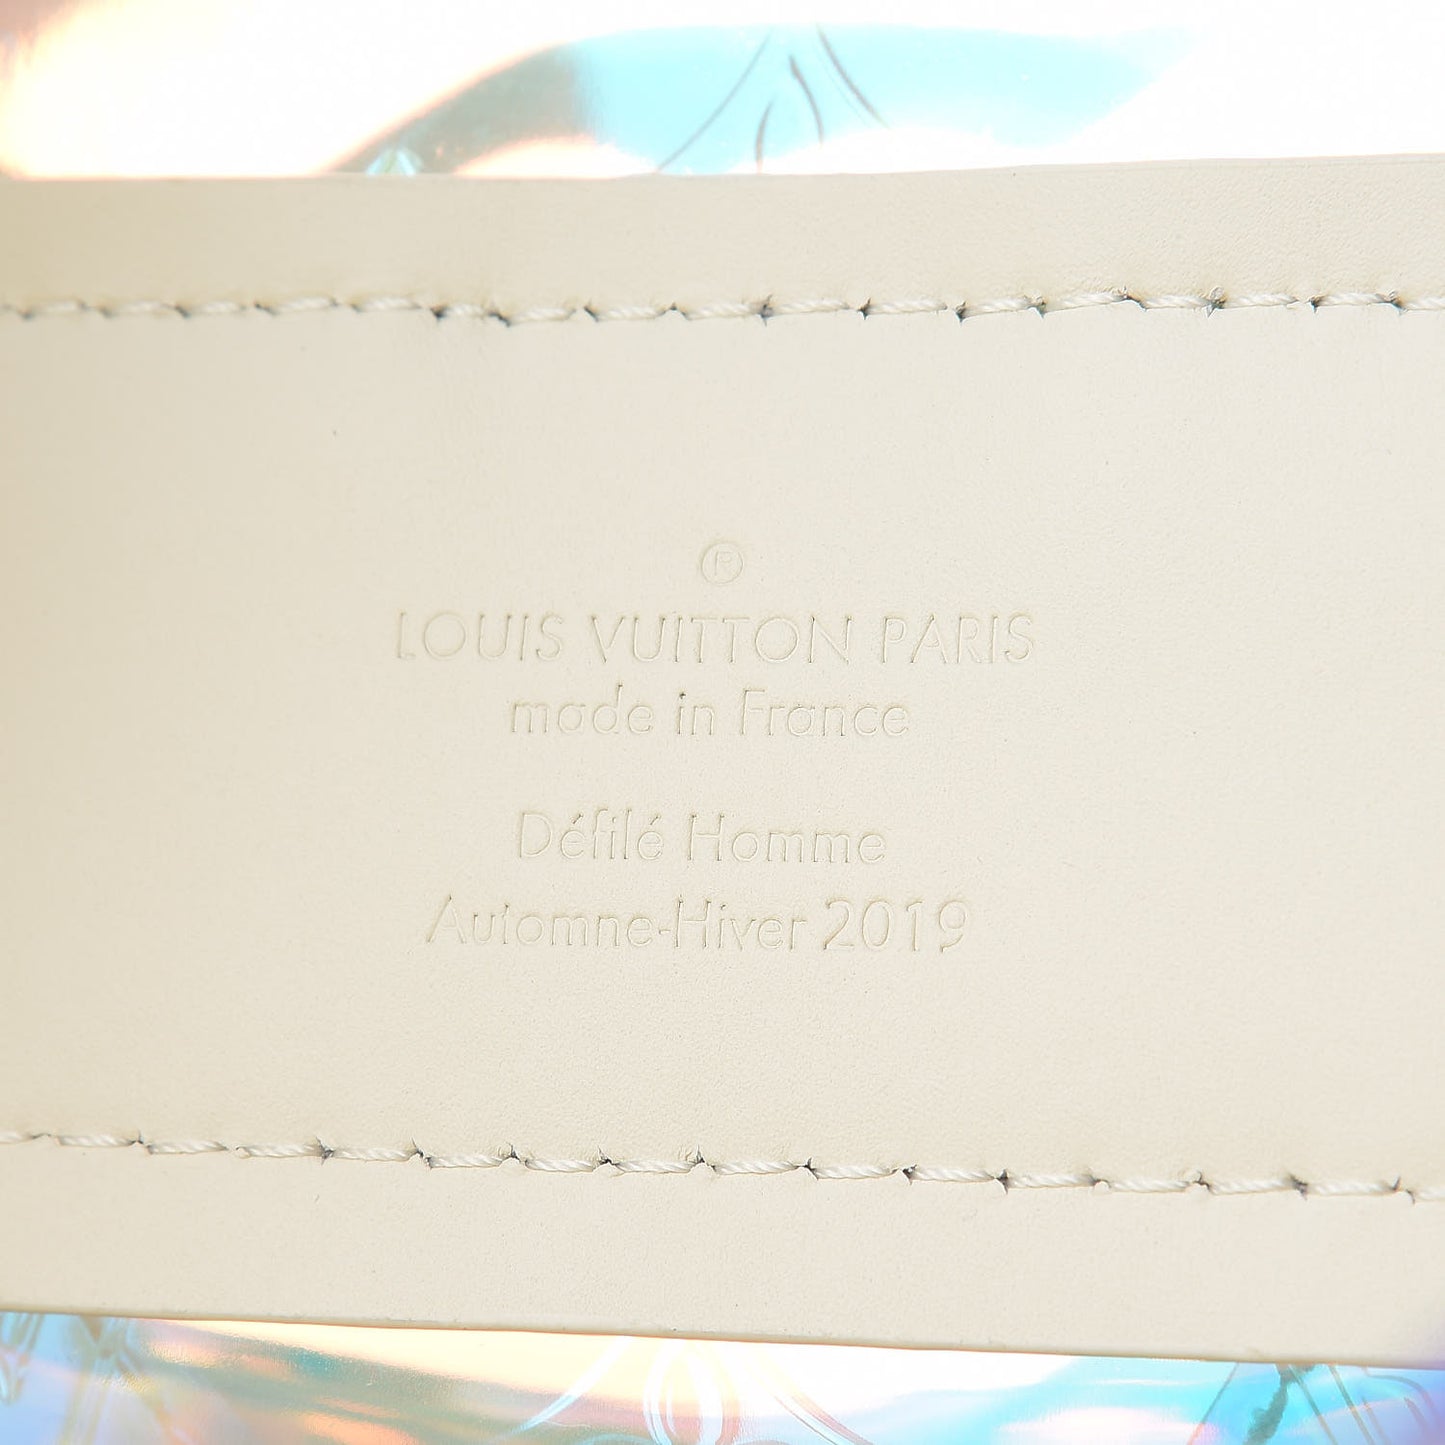 ®
LOUIS VUITTON PARIS
made in France
Défilé Homme
Automne-Hiver 2019